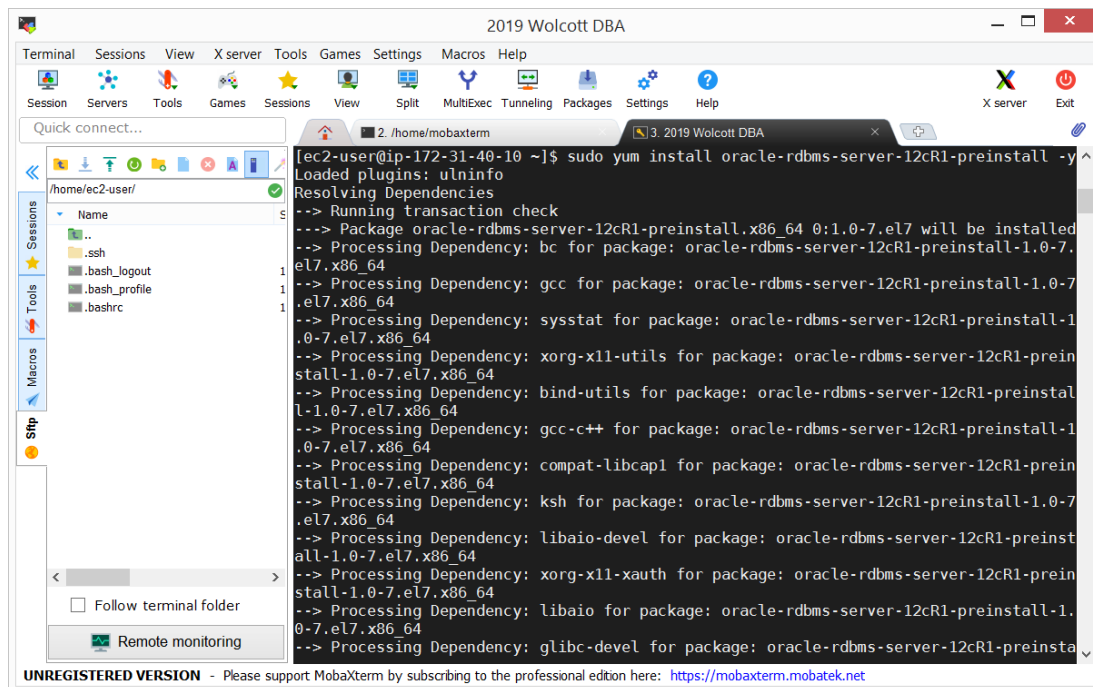 2019 Wolcott DBA
Terminal Sessions View X server Tools Games Settings Macros Help
Session Servers Tools Games Sessions View Split MultiExec Tunneling Packages Settings Help X server Exit
Quick connect...
2. /home/mobaxterm
3. 2019 Wolcott DBA
/home/ec2-user/
Name S
..
.ssh
.bash_logout 1
.bash_profile 1
.bashrc 1
Sessions
Tools
Macros
Sftp
Follow terminal folder
Remote monitoring
[ec2-user@ip-172-31-40-10 ~]$ sudo yum install oracle-rdbms-server-12cR1-preinstall -y
Loaded plugins: ulninfo
Resolving Dependencies
--> Running transaction check
---> Package oracle-rdbms-server-12cR1-preinstall.x86_64 0:1.0-7.el7 will be installed
--> Processing Dependency: bc for package: oracle-rdbms-server-12cR1-preinstall-1.0-7.
el7.x86_64
--> Processing Dependency: gcc for package: oracle-rdbms-server-12cR1-preinstall-1.0-7
.el7.x86_64
--> Processing Dependency: sysstat for package: oracle-rdbms-server-12cR1-preinstall-1
.0-7.el7.x86_64
--> Processing Dependency: xorg-x11-utils for package: oracle-rdbms-server-12cR1-prein
stall-1.0-7.el7.x86_64
--> Processing Dependency: bind-utils for package: oracle-rdbms-server-12cR1-preinstal
l-1.0-7.el7.x86_64
--> Processing Dependency: gcc-c++ for package: oracle-rdbms-server-12cR1-preinstall-1
.0-7.el7.x86_64
--> Processing Dependency: compat-libcap1 for package: oracle-rdbms-server-12cR1-prein
stall-1.0-7.el7.x86_64
--> Processing Dependency: ksh for package: oracle-rdbms-server-12cR1-preinstall-1.0-7
.el7.x86_64
--> Processing Dependency: libaio-devel for package: oracle-rdbms-server-12cR1-preinst
all-1.0-7.el7.x86_64
--> Processing Dependency: xorg-x11-xauth for package: oracle-rdbms-server-12cR1-prein
stall-1.0-7.el7.x86_64
--> Processing Dependency: libaio for package: oracle-rdbms-server-12cR1-preinstall-1.
0-7.el7.x86_64
--> Processing Dependency: glibc-devel for package: oracle-rdbms-server-12cR1-preinsta
UNREGISTERED VERSION - Please support MobaXterm by subscribing to the professional edition here: https://mobaxterm.mobatek.net